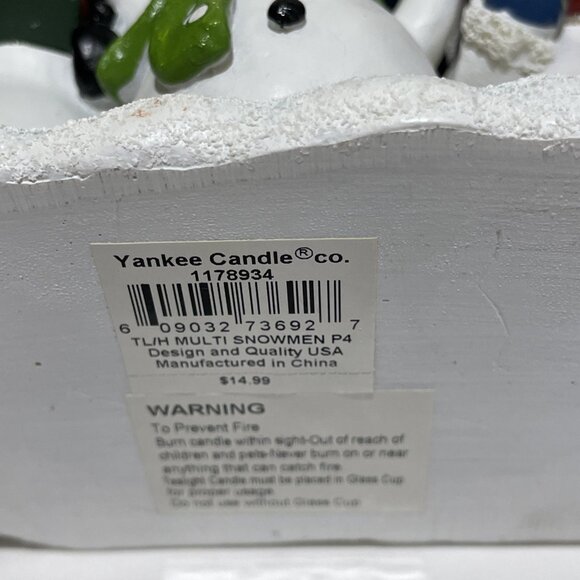 Yankee Candle®co.
1178934
6 09032 73692 7
TL/H MULTI SNOWMEN P4
Design and Quality USA
Manufactured in China
$14.99
WARNING
To Prevent Fire
Burn candle within sight-Out of reach of
children and pets-Never burn on or near
anything that can catch fire.
Tealight Candle must be placed in Glass Cup
for proper usage.
Do not use without Glass Cup